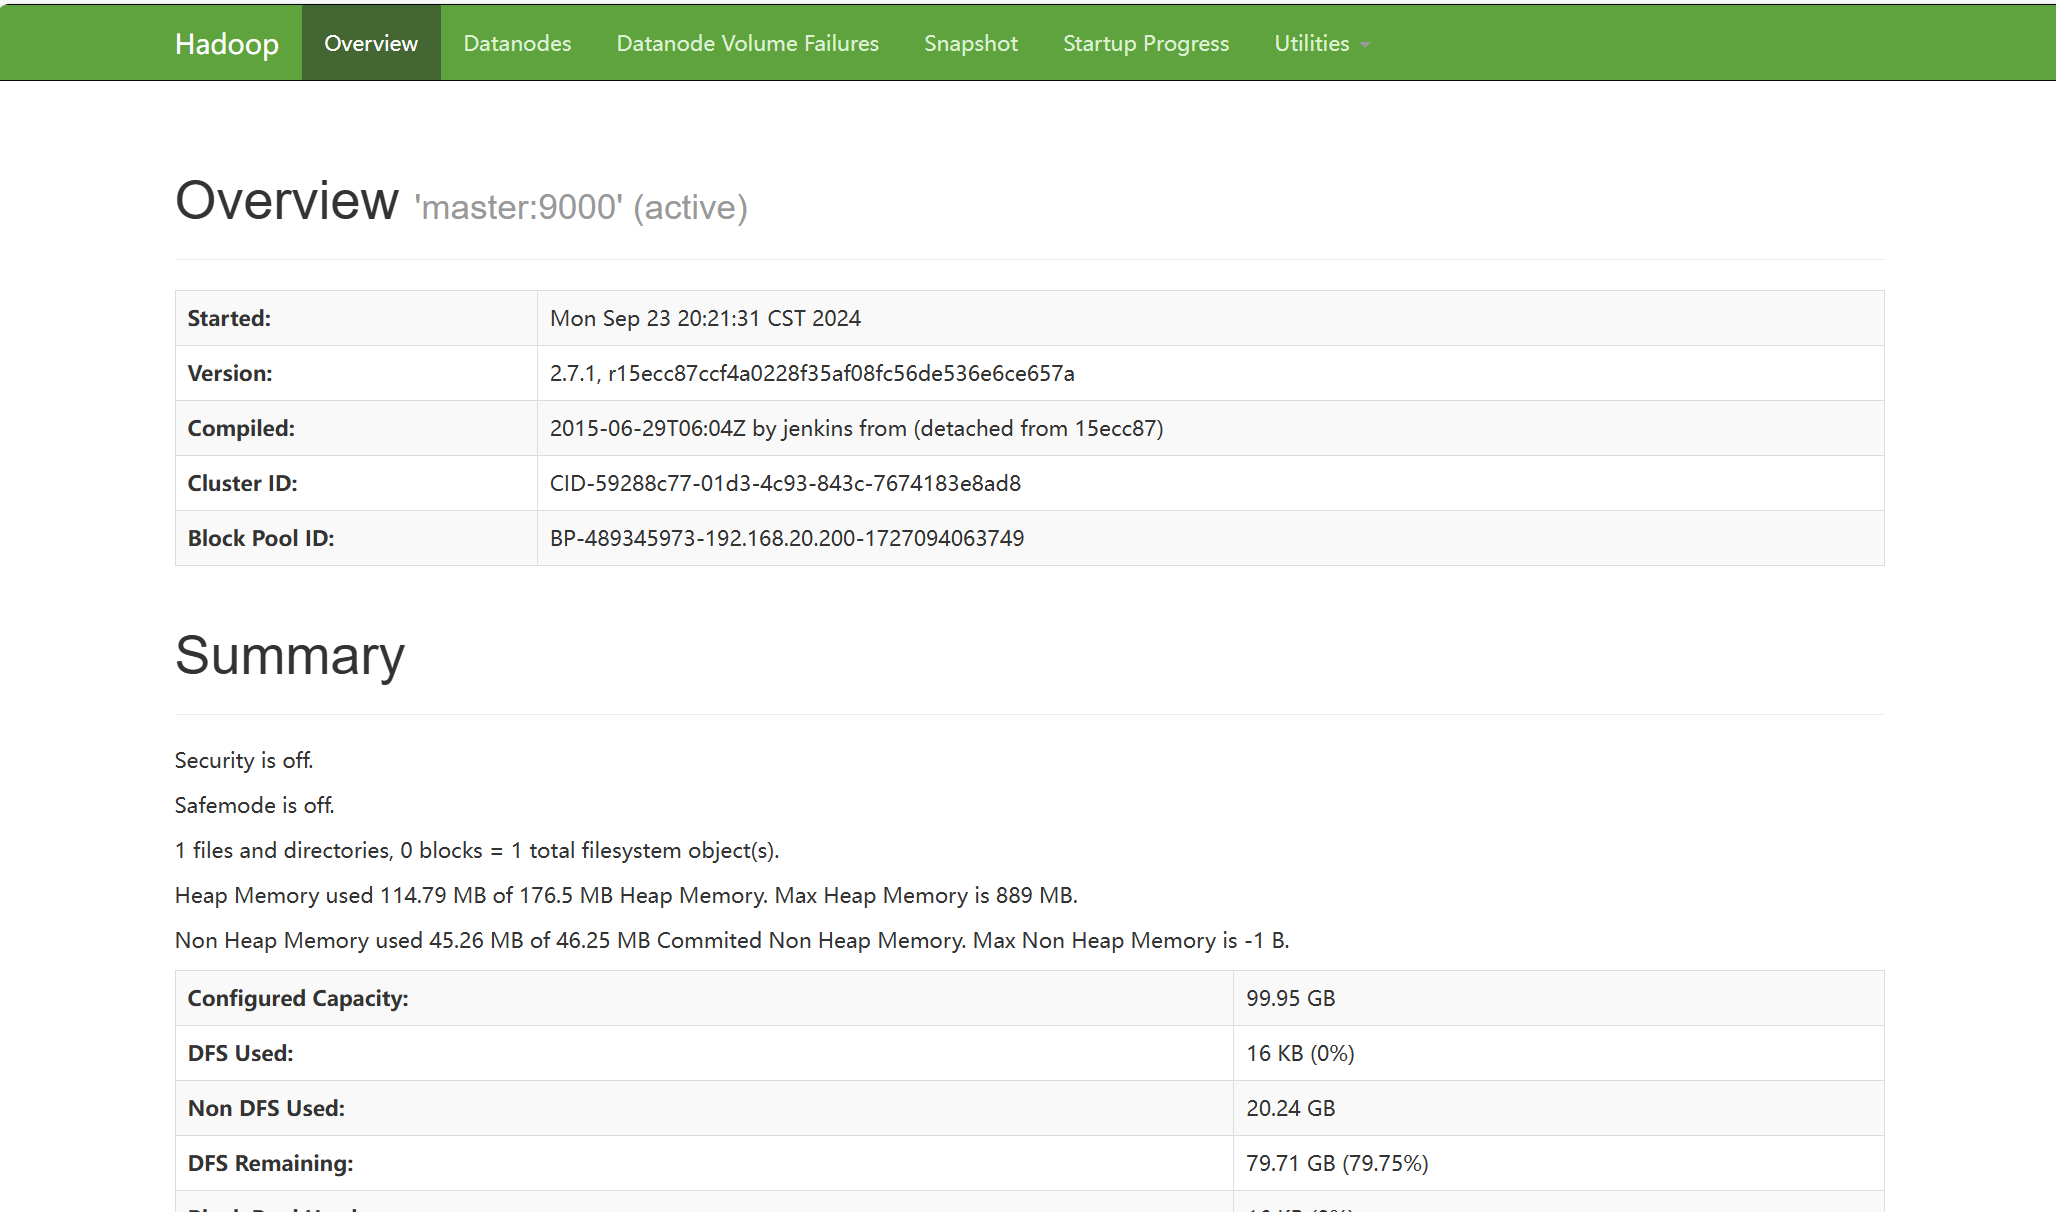 Hadoop Overview Datanodes Datanode Volume Failures Snapshot Startup Progress Utilities
Overview 'master:9000' (active)
Started: Mon Sep 23 20:21:31 CST 2024
Version: 2.7.1, r15ecc87ccf4a0228f35af08fc56de536e6ce657a
Compiled: 2015-06-29T06:04Z by jenkins from (detached from 15ecc87)
Cluster ID: CID-59288c77-01d3-4c93-843c-7674183e8ad8
Block Pool ID: BP-489345973-192.168.20.200-1727094063749
Summary
Security is off.
Safemode is off.
1 files and directories, 0 blocks = 1 total filesystem object(s).
Heap Memory used 114.79 MB of 176.5 MB Heap Memory. Max Heap Memory is 889 MB.
Non Heap Memory used 45.26 MB of 46.25 MB Commited Non Heap Memory. Max Non Heap Memory is -1 B.
Configured Capacity: 99.95 GB
DFS Used: 16 KB (0%)
Non DFS Used: 20.24 GB
DFS Remaining: 79.71 GB (79.75%)